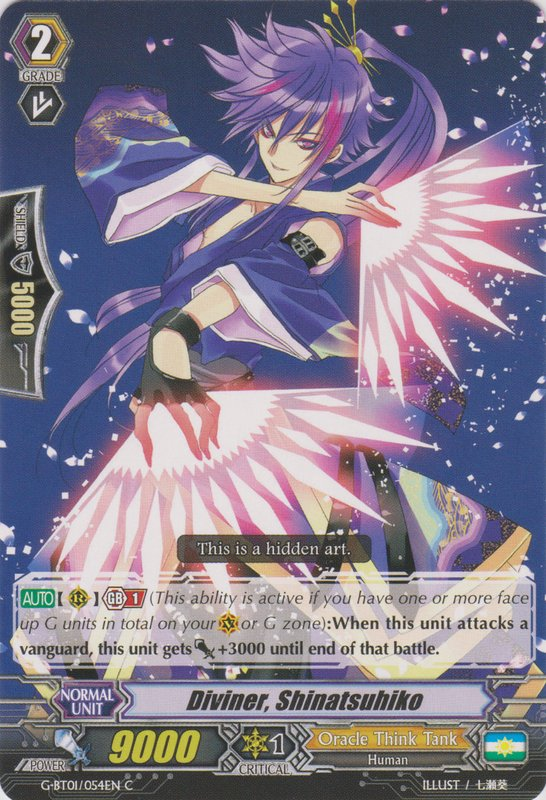 2
GRADE
SHIELD
5000
This is a hidden art.
AUTO [ R ] GB 1 (This ability is active if you have one or more face
up G units in total on your V or G zone):When this unit attacks a
vanguard, this unit gets +3000 until end of that battle.
NORMAL
UNIT
Diviner, Shinatsuhiko
POWER
9000
1
CRITICAL
Oracle Think Tank
Human
G-BT01/054EN C
ILLUST / 七瀬葵